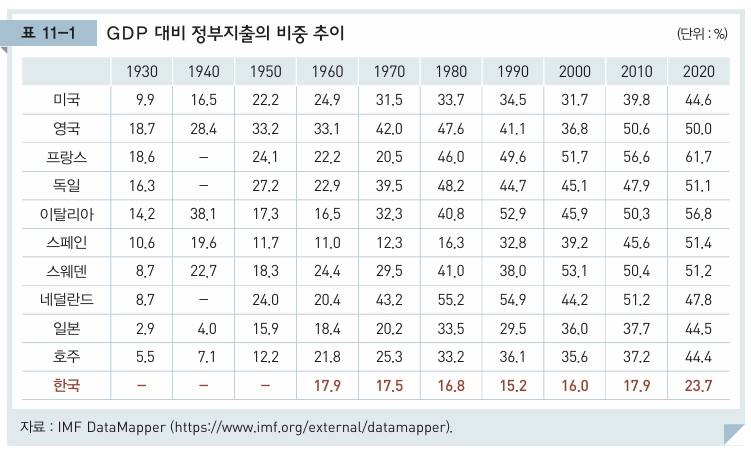 표 11-1 GDP 대비 정부지출의 비중 추이 (단위 : %)
1930 1940 1950 1960 1970 1980 1990 2000 2010 2020
미국 9.9 16.5 22.2 24.9 31.5 33.7 34.5 31.7 39.8 44.6
영국 18.7 28.4 33.2 33.1 42.0 47.6 41.1 36.8 50.6 50.0
프랑스 18.6 – 24.1 22.2 20.5 46.0 49.6 51.7 56.6 61.7
독일 16.3 – 27.2 22.9 39.5 48.2 44.7 45.1 47.9 51.1
이탈리아 14.2 38.1 17.3 16.5 32.3 40.8 52.9 45.9 50.3 56.8
스페인 10.6 19.6 11.7 11.0 12.3 16.3 32.8 39.2 45.6 51.4
스웨덴 8.7 22.7 18.3 24.4 29.5 41.0 38.0 53.1 50.4 51.2
네덜란드 8.7 – 24.0 20.4 43.2 55.2 54.9 44.2 51.2 47.8
일본 2.9 4.0 15.9 18.4 20.2 33.5 29.5 36.0 37.7 44.5
호주 5.5 7.1 12.2 21.8 25.3 33.2 36.1 35.6 37.2 44.4
한국 – – – 17.9 17.5 16.8 15.2 16.0 17.9 23.7
자료 : IMF DataMapper (https://www.imf.org/external/datamapper).